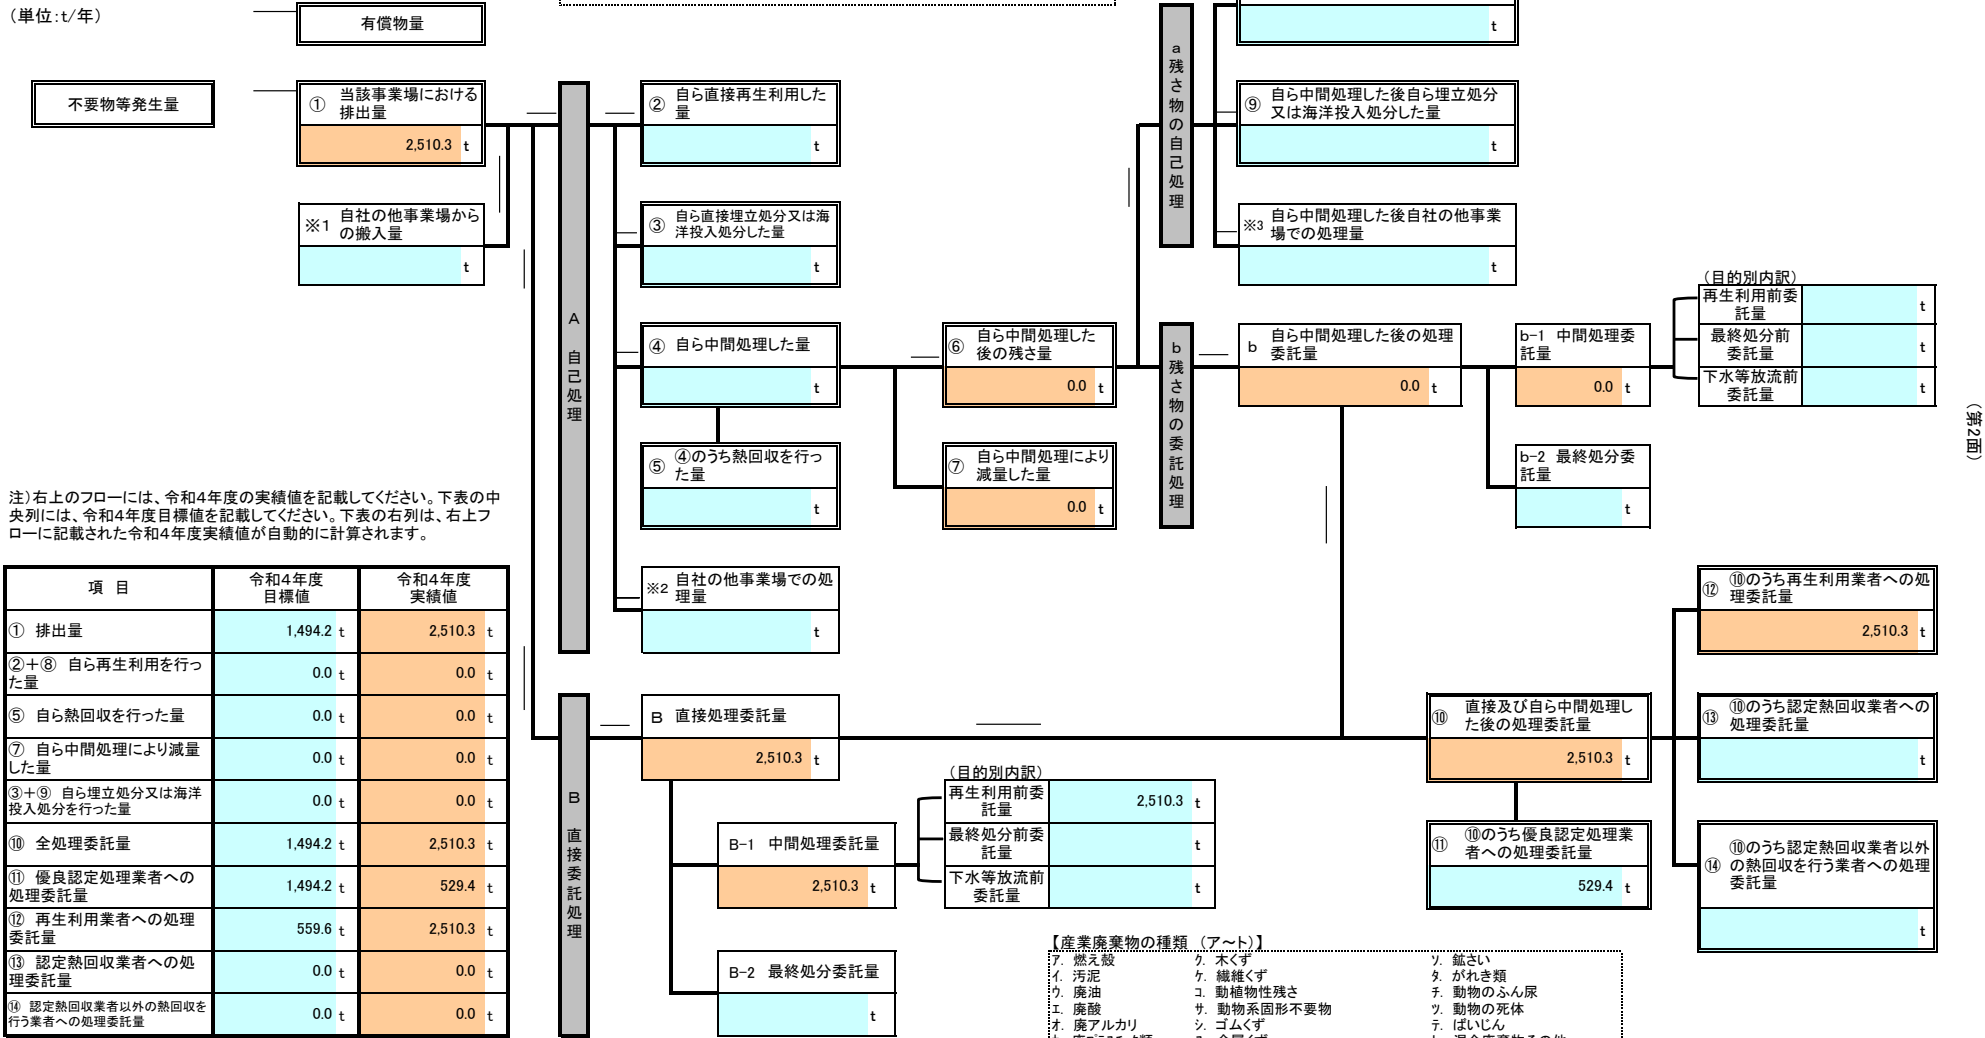 （単位：t/年）
有償物量
t
不要物等発生量
① 当該事業場における
排出量
2,510.3 t
※1 自社の他事業場から
の搬入量
t
A 自己処理
② 自ら直接再生利用した
量
t
③ 自ら直接埋立処分又は海
洋投入処分した量
t
④ 自ら中間処理した量
t
⑤ ④のうち熱回収を行っ
た量
t
※2 自社の他事業場での処
理量
t
⑥ 自ら中間処理した
後の残さ量
0.0 t
⑦ 自ら中間処理により
減量した量
0.0 t
a 残さ物の自己処理
⑨ 自ら中間処理した後自ら埋立処分
又は海洋投入処分した量
t
※3 自ら中間処理した後自社の他事業
場での処理量
t
b 残さ物の委託処理
b 自ら中間処理した後の処理
委託量
0.0 t
b-1 中間処理委
託量
0.0 t
b-2 最終処分委
託量
t
（目的別内訳）
再生利用前委
託量
t
最終処分前
委託量
t
下水等放流前
委託量
t
（第2面）
注）右上のフローには、令和4年度の実績値を記載してください。下表の中
央列には、令和4年度目標値を記載してください。下表の右列は、右上フ
ローに記載された令和4年度実績値が自動的に計算されます。
項 目 令和4年度
目標値 令和4年度
実績値
① 排出量 1,494.2 t 2,510.3 t
②＋⑧ 自ら再生利用を行っ
た量 0.0 t 0.0 t
⑤ 自ら熱回収を行った量 0.0 t 0.0 t
⑦ 自ら中間処理により減量
した量 0.0 t 0.0 t
③＋⑨ 自ら埋立処分又は海洋
投入処分を行った量 0.0 t 0.0 t
⑩ 全処理委託量 1,494.2 t 2,510.3 t
⑪ 優良認定処理業者への
処理委託量 1,494.2 t 529.4 t
⑫ 再生利用業者への処理
委託量 559.6 t 2,510.3 t
⑬ 認定熱回収業者への処
理委託量 0.0 t 0.0 t
⑭ 認定熱回収業者以外の熱回収を
行う業者への処理委託量 0.0 t 0.0 t
B 直接委託処理
B 直接処理委託量
2,510.3 t
B-1 中間処理委託量
2,510.3 t
B-2 最終処分委託量
t
（目的別内訳）
再生利用前委
託量
2,510.3 t
最終処分前委
託量
t
下水等放流前
委託量
t
⑩ 直接及び自ら中間処理し
た後の処理委託量
2,510.3 t
⑪ ⑩のうち優良認定処理業
者への処理委託量
529.4 t
⑫ ⑩のうち再生利用業者への処
理委託量
2,510.3 t
⑬ ⑩のうち認定熱回収業者への
処理委託量
t
⑭ ⑩のうち認定熱回収業者以外
の熱回収を行う業者への処理
委託量
t
【産業廃棄物の種類 （ア～ト）】
ア. 燃え殻 ク. 木くず ソ. 鉱さい
イ. 汚泥 ケ. 繊維くず タ. がれき類
ウ. 廃油 コ. 動植物性残さ チ. 動物のふん尿
エ. 廃酸 サ. 動物系固形不要物 ツ. 動物の死体
オ. 廃アルカリ シ. ゴムくず テ. ばいじん